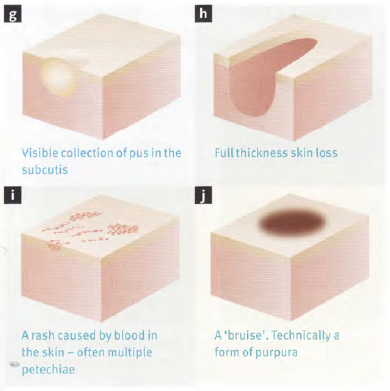 g
h
Visible collection of pus in the
subcutis
Full thickness skin loss
i
j
A rash caused by blood in
the skin – often multiple
petechiae
A 'bruise'. Technically a
form of purpura